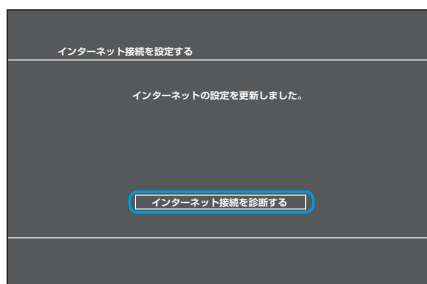 インターネット接続を設定する
インターネットの設定を更新しました。
インターネット接続を診断する